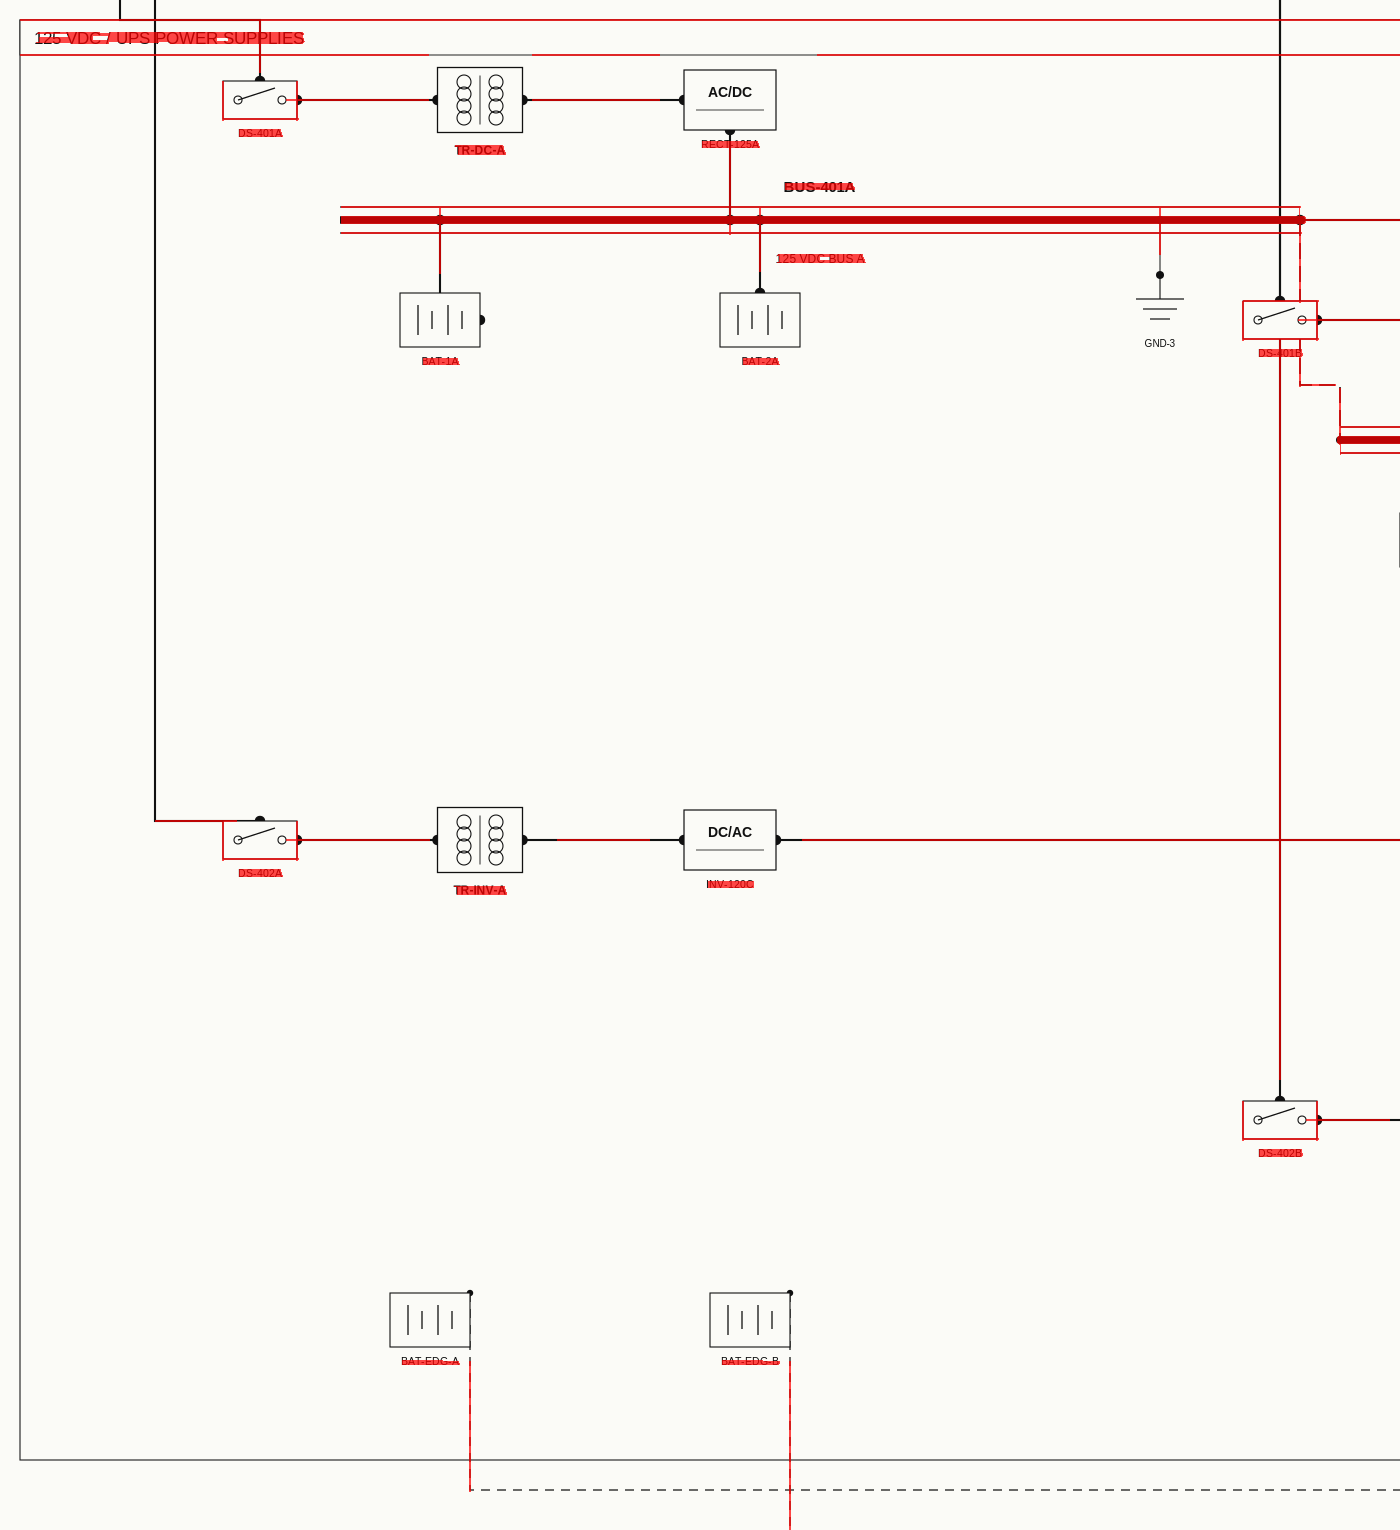 125 VDC / UPS POWER SUPPLIES
AC/DC
DS-401A
TR-DC-A
RECT-125A
BUS-401A
125 VDC BUS A
GND-3
DS-401B
BAT-1A
BAT-2A
DC/AC
DS-402A
TR-INV-A
INV-120C
DS-402B
BAT-EDG-A
BAT-EDG-B